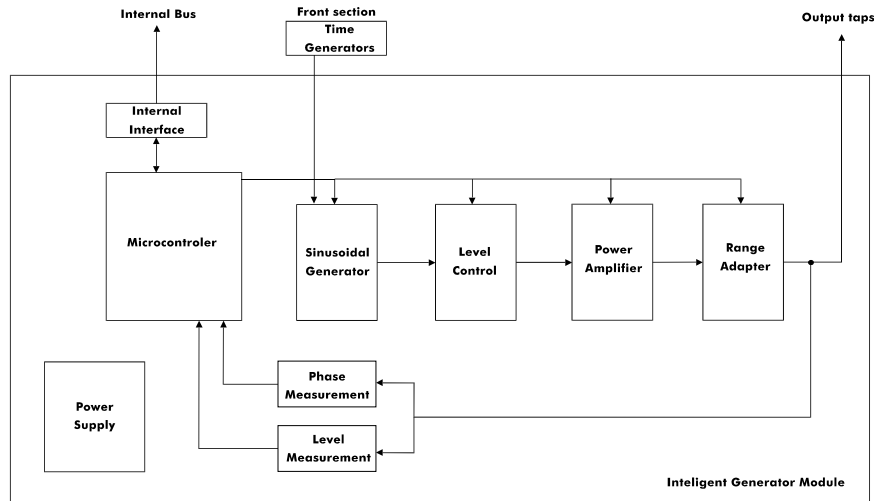 Internal Bus
Front section
Time
Generators
Output taps
Internal
Interface
Microcontroler
Sinusoidal
Generator
Level
Control
Power
Amplifier
Range
Adapter
Phase
Measurement
Power
Supply
Level
Measurement
Inteligent Generator Module